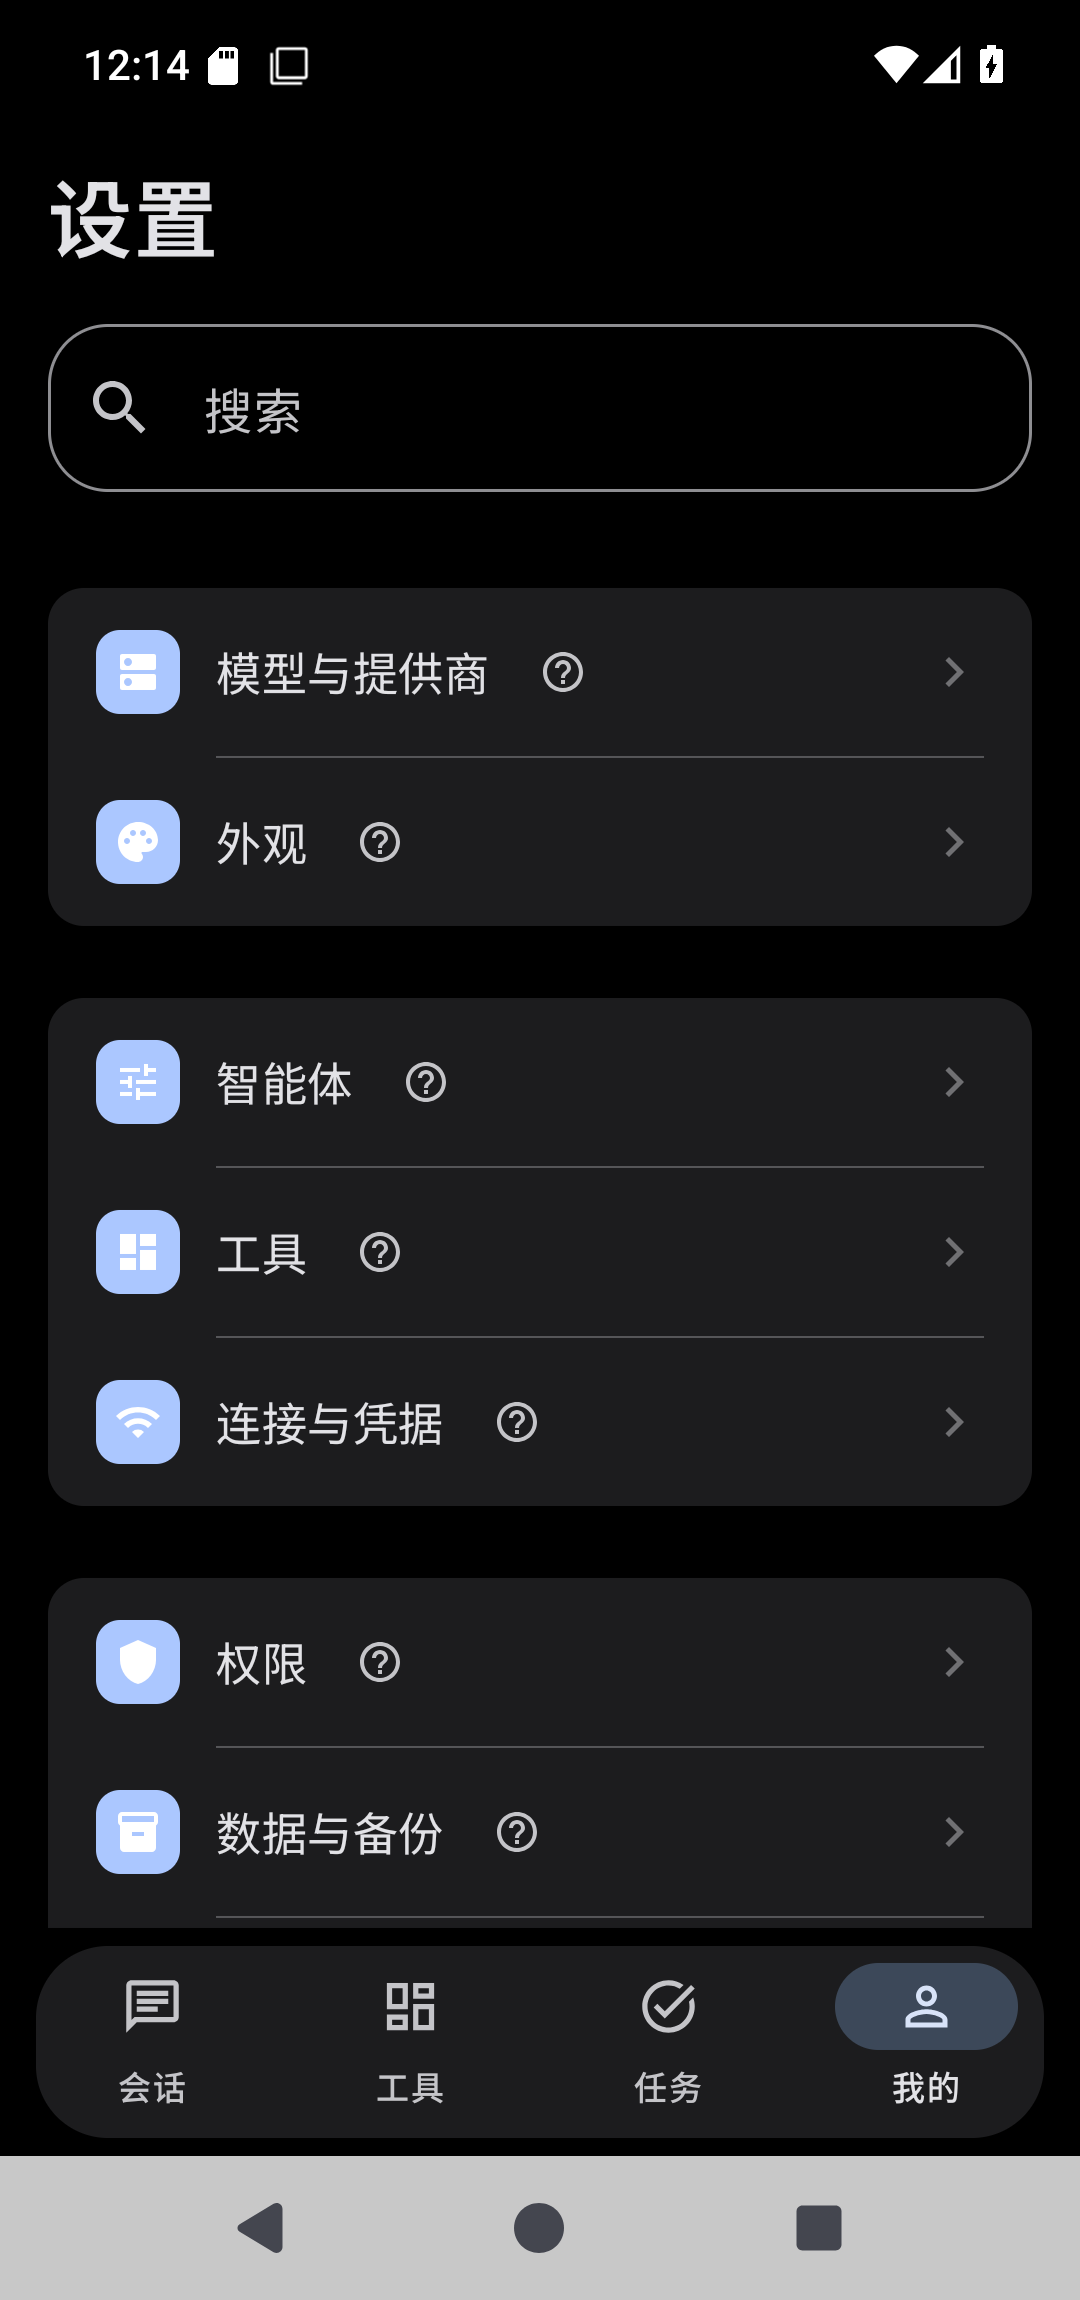 12:14
设置
搜索
模型与提供商
外观
智能体
工具
连接与凭据
权限
数据与备份
会话
工具
任务
我的